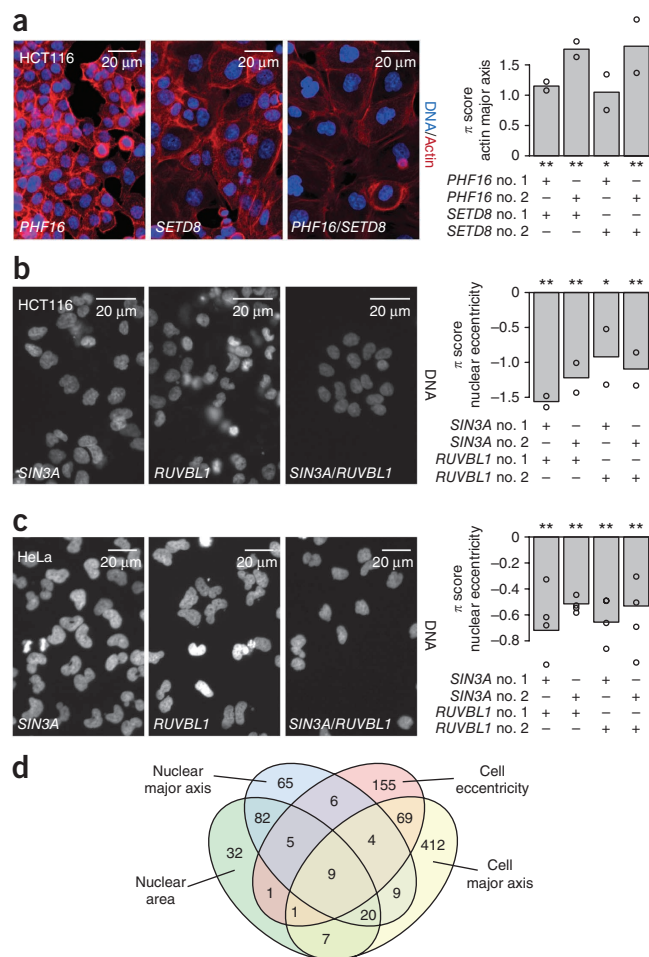 a
HCT116
20 μm
20 μm
20 μm
PHF16
SETD8
PHF16/SETD8
DNA/Actin
π score
actin major axis
1.5
1.0
0.5
0
** ** * **
PHF16 no. 1 + – + –
PHF16 no. 2 – + – +
SETD8 no. 1 + + – –
SETD8 no. 2 – – + +
b
HCT116
20 μm
20 μm
20 μm
SIN3A
RUVBL1
SIN3A/RUVBL1
DNA
π score
nuclear eccentricity
** ** * **
0
–0.5
–1.0
–1.5
SIN3A no. 1 + – + –
SIN3A no. 2 – + – +
RUVBL1 no. 1 + + – –
RUVBL1 no. 2 – – + +
c
HeLa
20 μm
20 μm
20 μm
SIN3A
RUVBL1
SIN3A/RUVBL1
DNA
π score
nuclear eccentricity
** ** ** **
0
–0.2
–0.4
–0.6
–0.8
SIN3A no. 1 + – + –
SIN3A no. 2 – + – +
RUVBL1 no. 1 + + – –
RUVBL1 no. 2 – – + +
d
Nuclear
major axis
65
6
155
Cell
eccentricity
82
5
4
69
32
9
412
Nuclear
area
Cell
major axis
1
1
20
9
7